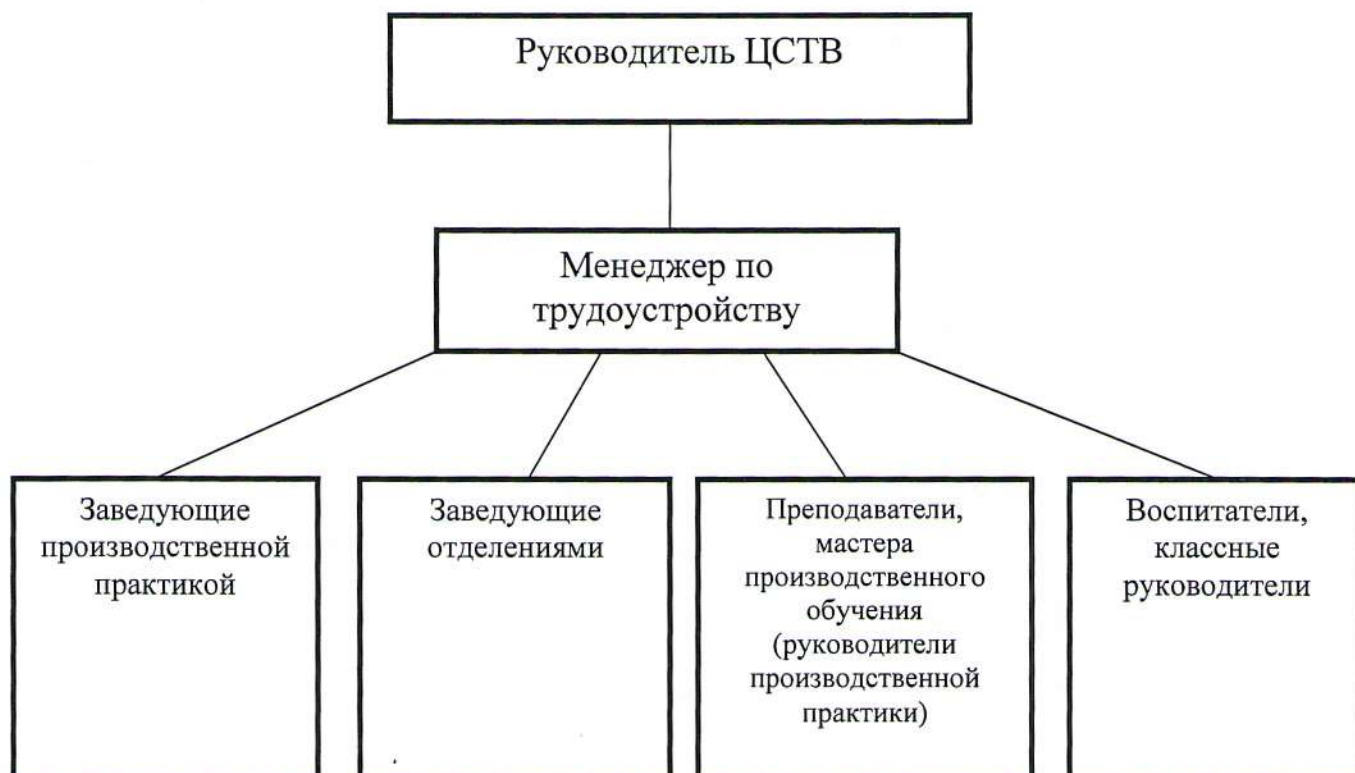 Руководитель ЦСТВ
Менеджер по
трудоустройству
Заведующие
производственной
практикой
Заведующие
отделениями
Преподаватели,
мастера
производственного
обучения
(руководители
производственной
практики)
Воспитатели,
классные
руководители